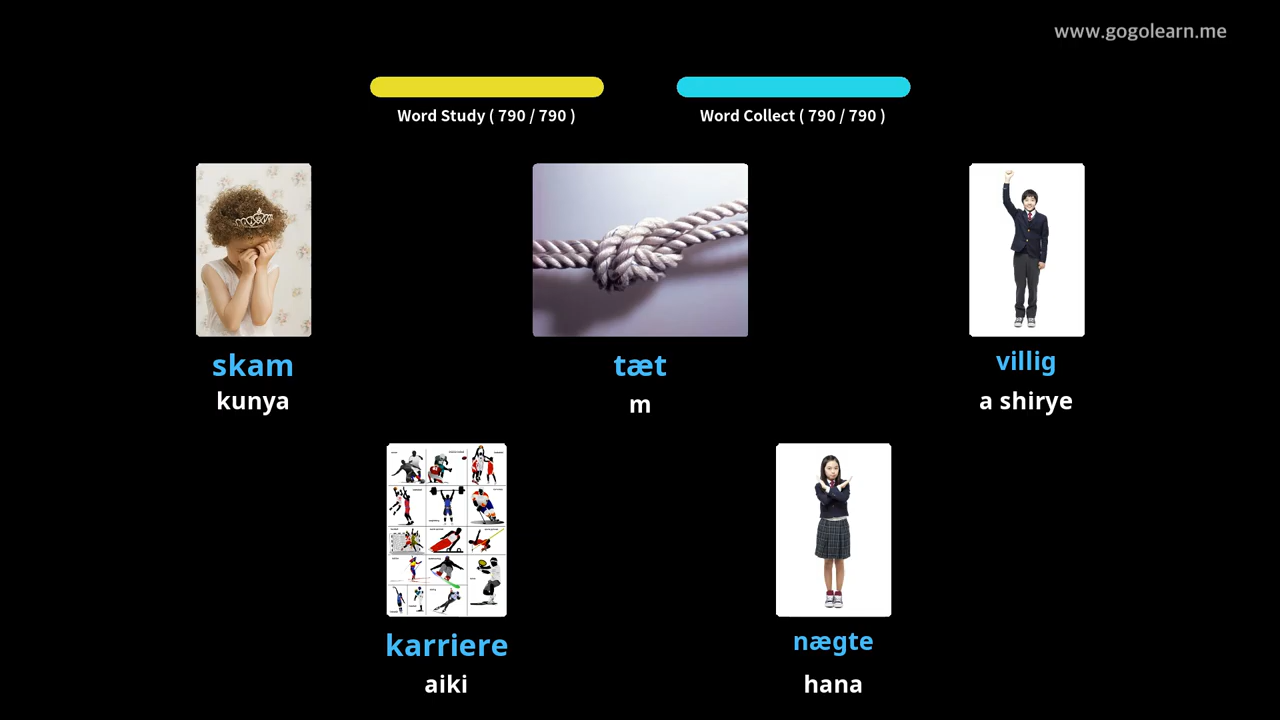 www.gogolearn.me
Word Study ( 790 / 790 )
Word Collect ( 790 / 790 )
skam
kunya
tæt
m
villig
a shirye
karriere
aiki
nægte
hana